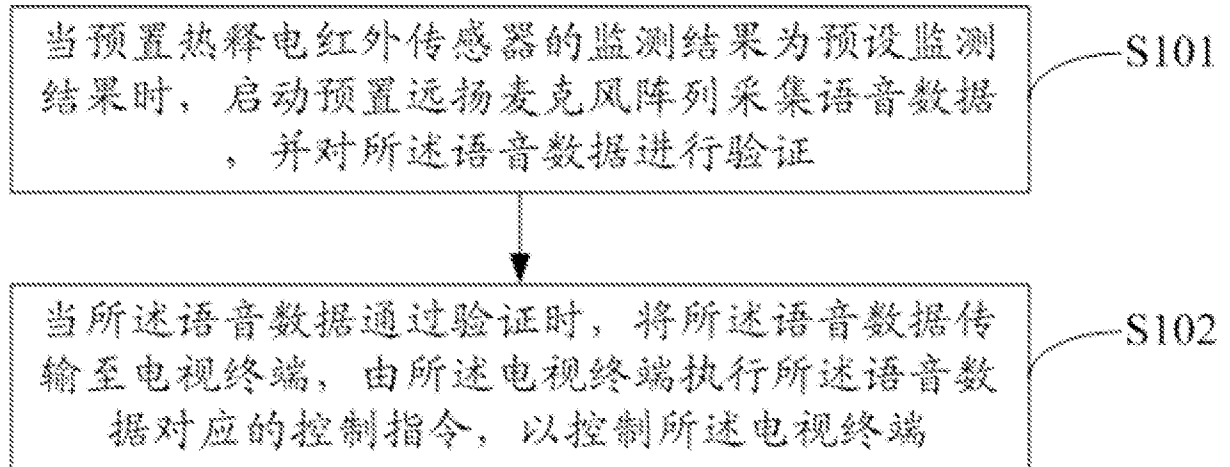 当预置热释电红外传感器的监测结果为预设监测
结果时，启动预置远扬麦克风阵列采集语音数据
，并对所述语音数据进行验证
S101
当所述语音数据通过验证时，将所述语音数据传
输至电视终端，由所述电视终端执行所述语音数
据对应的控制指令，以控制所述电视终端
S102